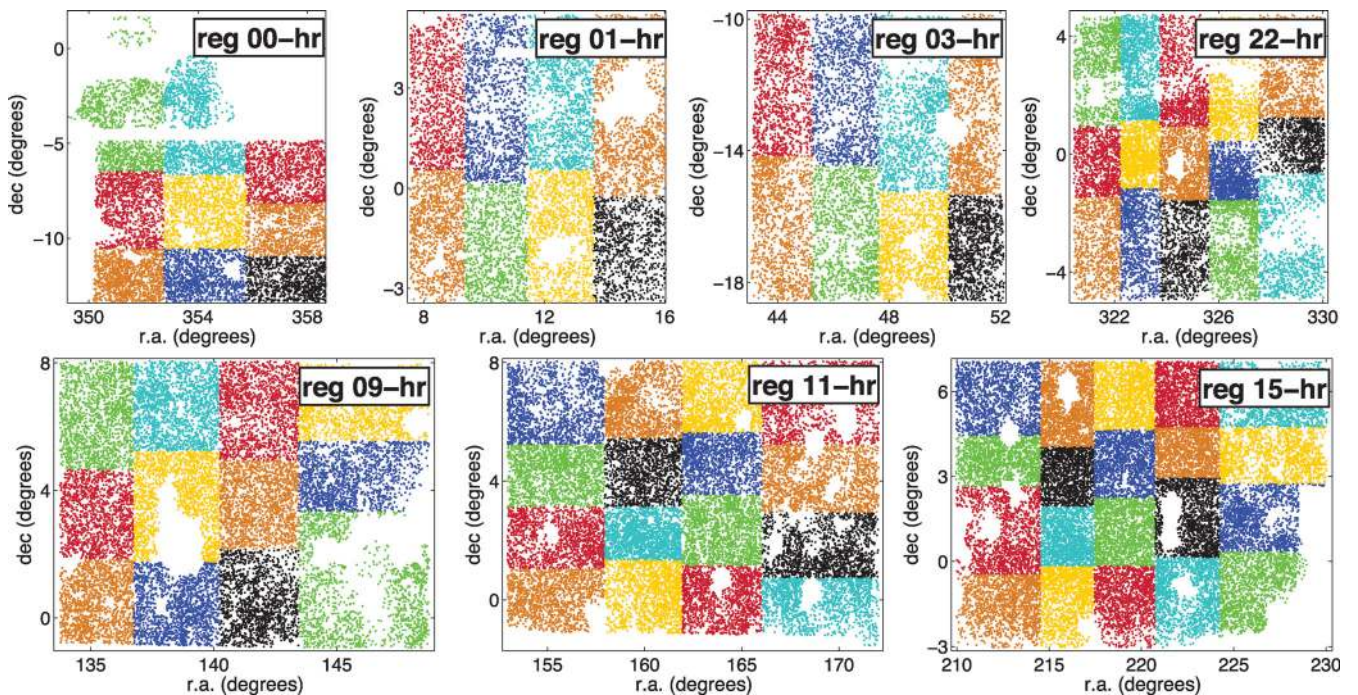 reg 00-hr
0
-5
-10
350 354 358
r.a. (degrees)
dec (degrees)
reg 01-hr
3
0
-3
8 12 16
r.a. (degrees)
dec (degrees)
reg 03-hr
-10
-14
-18
44 48 52
r.a. (degrees)
dec (degrees)
reg 22-hr
4
0
-4
322 326 330
r.a. (degrees)
dec (degrees)
reg 09-hr
8
4
0
135 140 145
r.a. (degrees)
dec (degrees)
reg 11-hr
8
4
0
155 160 165 170
r.a. (degrees)
dec (degrees)
reg 15-hr
6
3
0
-3
210 215 220 225 230
r.a. (degrees)
dec (degrees)